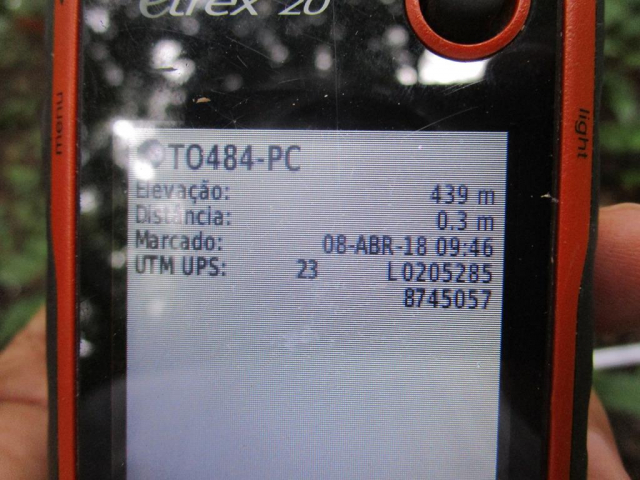 etrex 20
menu
light
TO484-PC
Elevação: 439 m
Distância: 0.3 m
Marcado: 08-ABR-18 09:46
UTM UPS: 23 L0205285
8745057